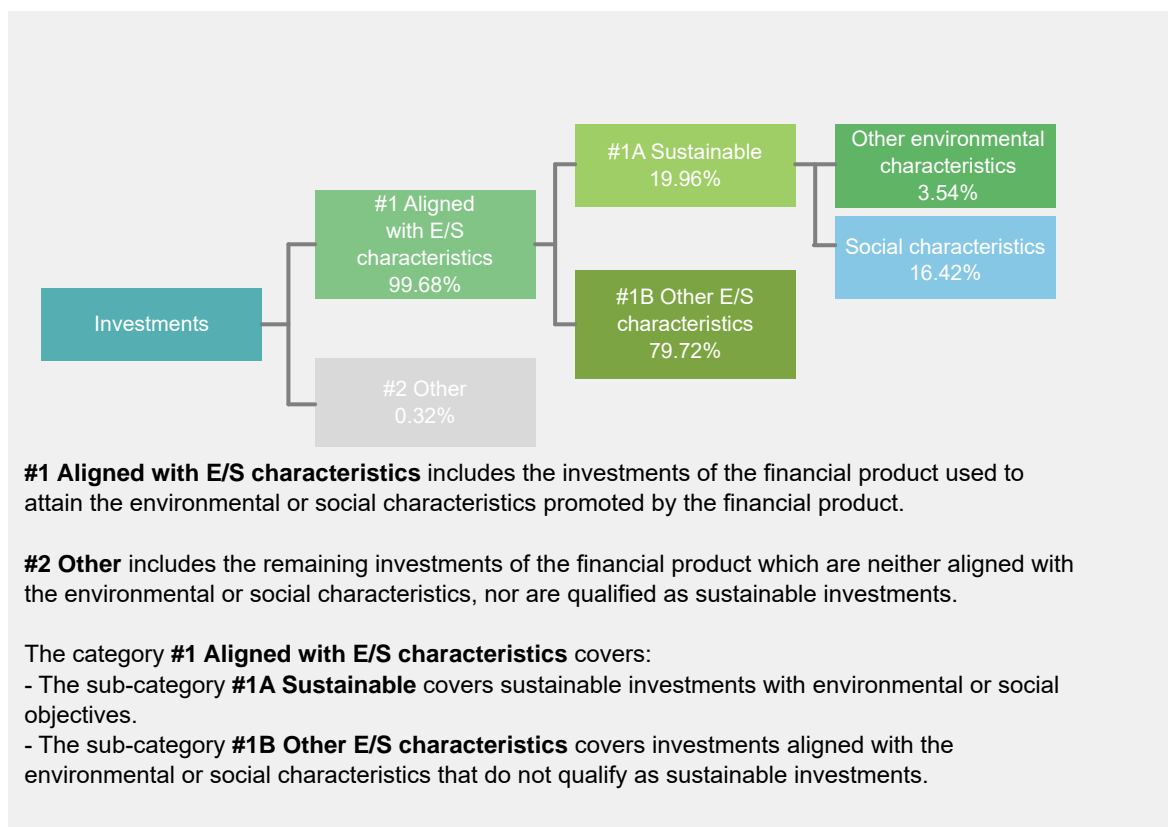 Investments
#1 Aligned
with E/S
characteristics
99.68%
#2 Other
0.32%
#1A Sustainable
19.96%
#1B Other E/S
characteristics
79.72%
Other environmental
characteristics
3.54%
Social characteristics
16.42%
#1 Aligned with E/S characteristics includes the investments of the financial product used to
attain the environmental or social characteristics promoted by the financial product.
#2 Other includes the remaining investments of the financial product which are neither aligned with
the environmental or social characteristics, nor are qualified as sustainable investments.
The category #1 Aligned with E/S characteristics covers:
- The sub-category #1A Sustainable covers sustainable investments with environmental or social
objectives.
- The sub-category #1B Other E/S characteristics covers investments aligned with the
environmental or social characteristics that do not qualify as sustainable investments.